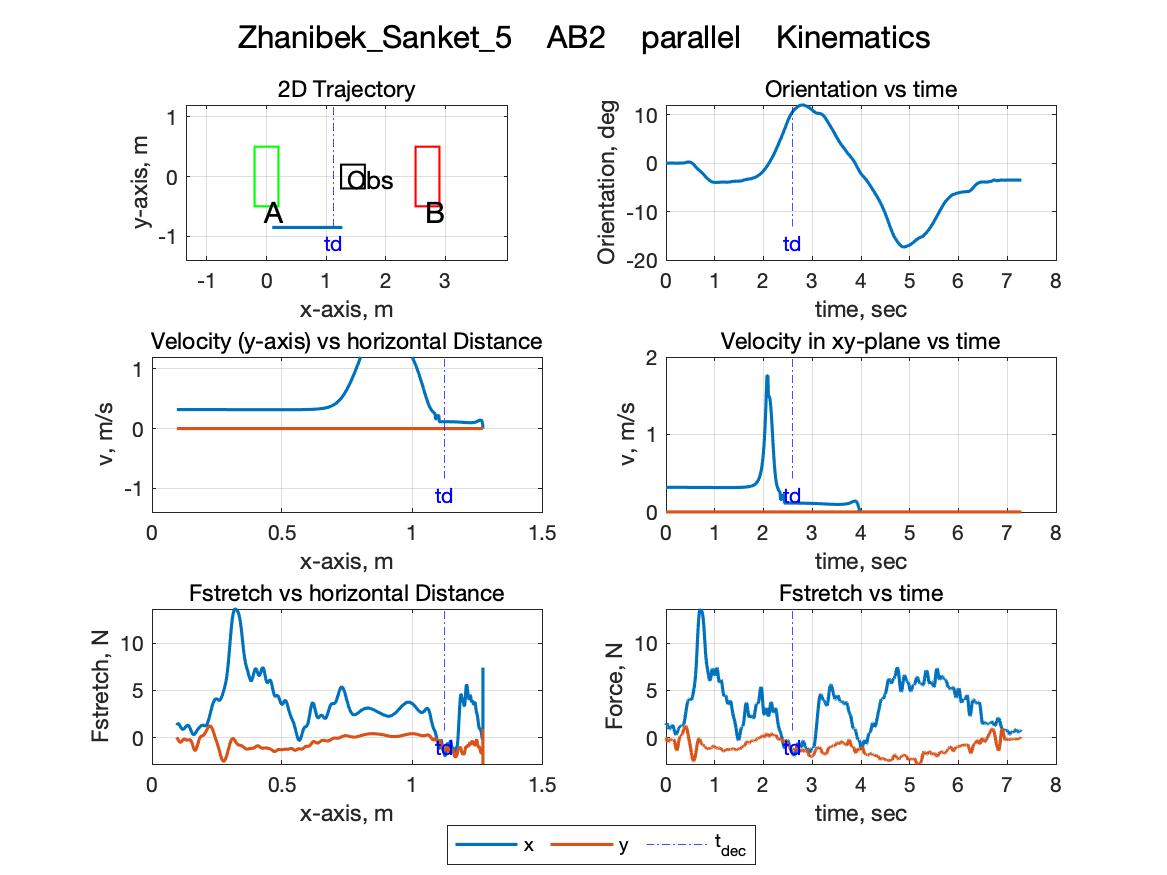 Zhanibek_Sanket_5 AB2 parallel Kinematics
2D Trajectory
y-axis, m
1
0
-1
A
Obs
B
td
-1 0 1 2 3
x-axis, m
Orientation vs time
Orientation, deg
10
0
-10
-20
td
0 1 2 3 4 5 6 7 8
time, sec
Velocity (y-axis) vs horizontal Distance
v, m/s
1
0
-1
td
0 0.5 1 1.5
x-axis, m
Velocity in xy-plane vs time
v, m/s
2
1
0
td
0 1 2 3 4 5 6 7 8
time, sec
Fstretch vs horizontal Distance
Fstretch, N
10
5
0
td
0 0.5 1 1.5
x-axis, m
Fstretch vs time
Force, N
10
5
0
td
0 1 2 3 4 5 6 7 8
time, sec
x y t_dec